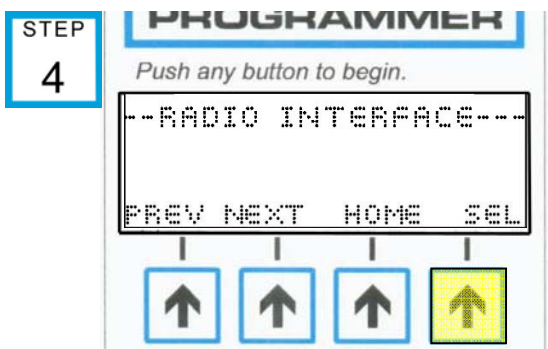 STEP
4
PROGRAMMER
Push any button to begin.
--RADIO INTERFACE---
PREV NEXT HOME SEL